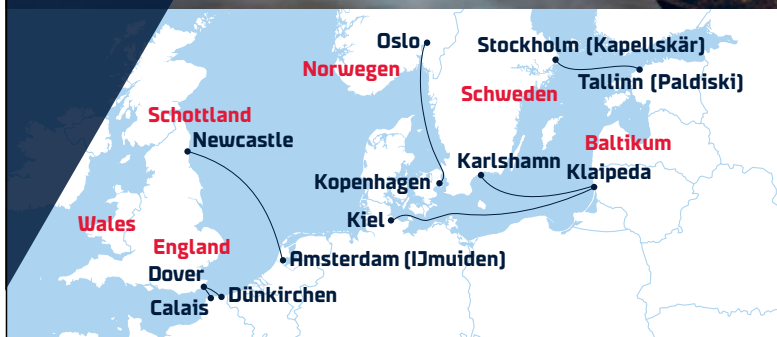 Oslo
Stockholm (Kapellskär)
Norwegen
Tallinn (Paldiski)
Schweden
Schottland
Newcastle
Baltikum
Karlshamn
Klaipeda
Kopenhagen
Kiel
Wales
England
Amsterdam (IJmuiden)
Dover
Dünkirchen
Calais